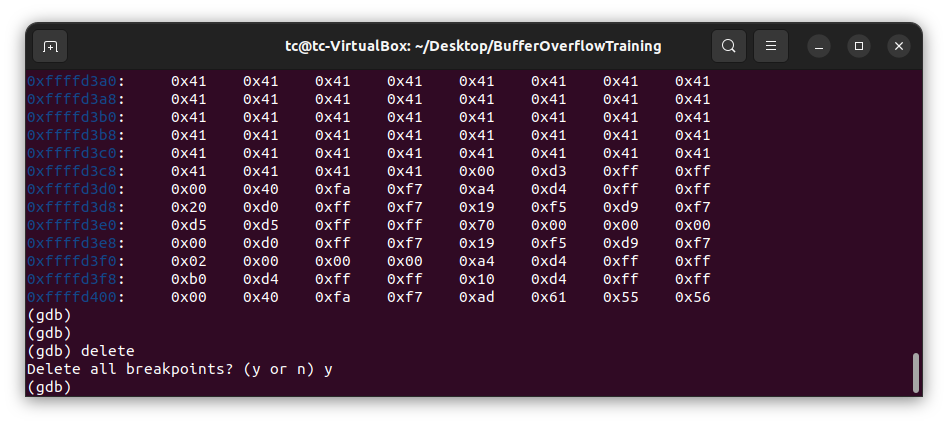 tc@tc-VirtualBox: ~/Desktop/BufferOverflowTraining
0xffffd3a0: 0x41 0x41 0x41 0x41 0x41 0x41 0x41 0x41
0xffffd3a8: 0x41 0x41 0x41 0x41 0x41 0x41 0x41 0x41
0xffffd3b0: 0x41 0x41 0x41 0x41 0x41 0x41 0x41 0x41
0xffffd3b8: 0x41 0x41 0x41 0x41 0x41 0x41 0x41 0x41
0xffffd3c0: 0x41 0x41 0x41 0x41 0x41 0x41 0x41 0x41
0xffffd3c8: 0x41 0x41 0x41 0x41 0x00 0xd3 0xff 0xff
0xffffd3d0: 0x00 0x40 0xfa 0xf7 0xa4 0xd4 0xff 0xff
0xffffd3d8: 0x20 0xd0 0xff 0xf7 0x19 0xf5 0xd9 0xf7
0xffffd3e0: 0xd5 0xd5 0xff 0xff 0x70 0x00 0x00 0x00
0xffffd3e8: 0x00 0xd0 0xff 0xf7 0x19 0xf5 0xd9 0xf7
0xffffd3f0: 0x02 0x00 0x00 0x00 0xa4 0xd4 0xff 0xff
0xffffd3f8: 0xb0 0xd4 0xff 0xff 0x10 0xd4 0xff 0xff
0xffffd400: 0x00 0x40 0xfa 0xf7 0xad 0x61 0x55 0x56
(gdb)
(gdb)
(gdb) delete
Delete all breakpoints? (y or n) y
(gdb)